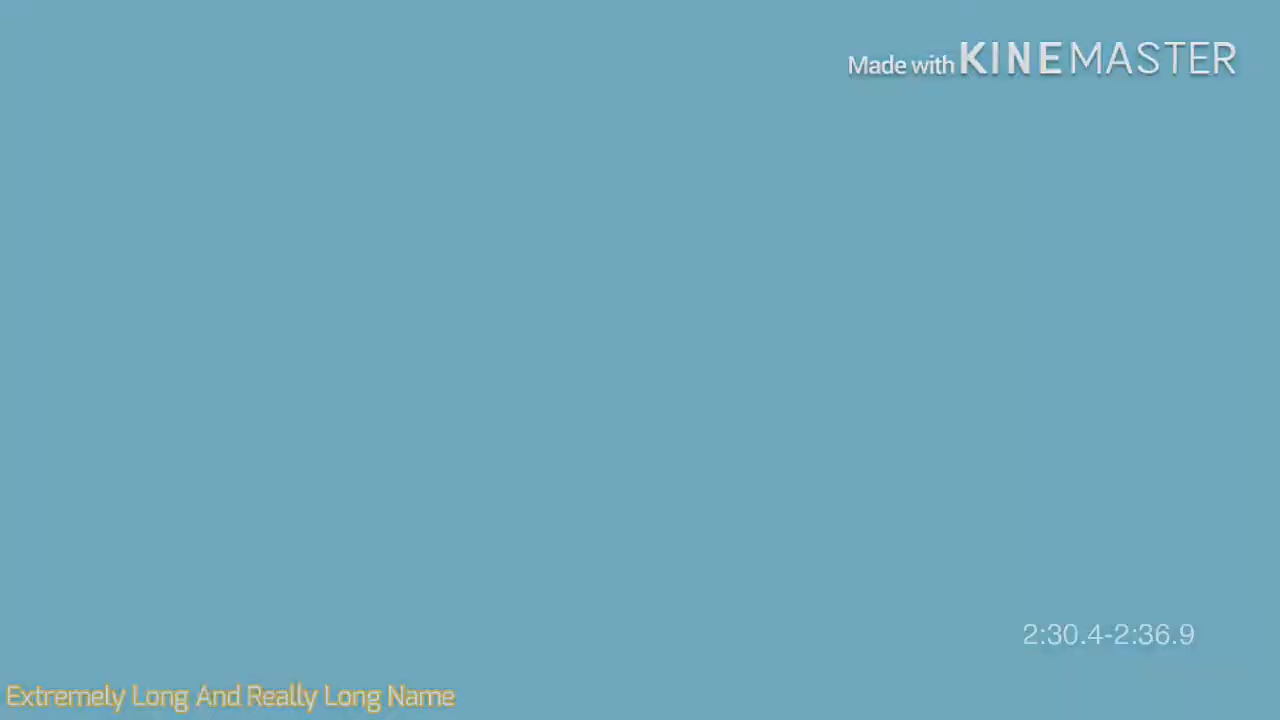 Made with KINEMASTER
2:30.4-2:36.9
Extremely Long And Really Long Name